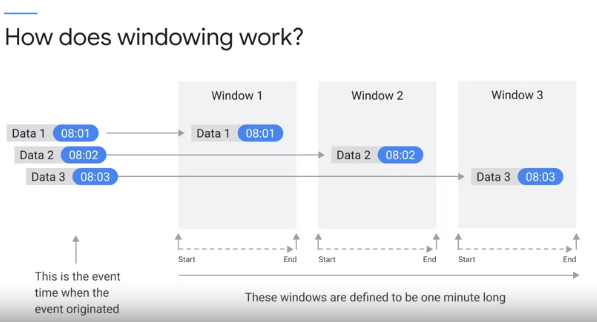 How does windowing work?
Window 1
Window 2
Window 3
Data 1 08:01
Data 1 08:01
Data 2 08:02
Data 2 08:02
Data 3 08:03
Data 3 08:03
Start
End
Start
End
Start
End
This is the event
time when the
event originated
These windows are defined to be one minute long